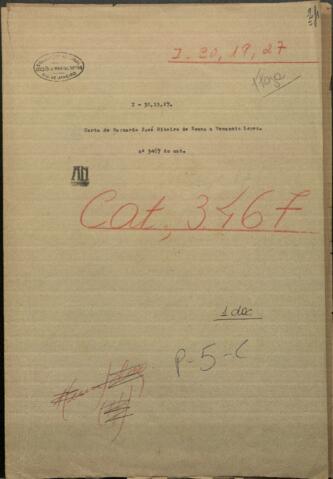 I-30,19,27
I - 30,19,27.
Carta de Bernardo José Ribeiro de Souza a Venancio Lopez.
nº 3467 do cat.
Cat, 3467
1 doc
P-5-C